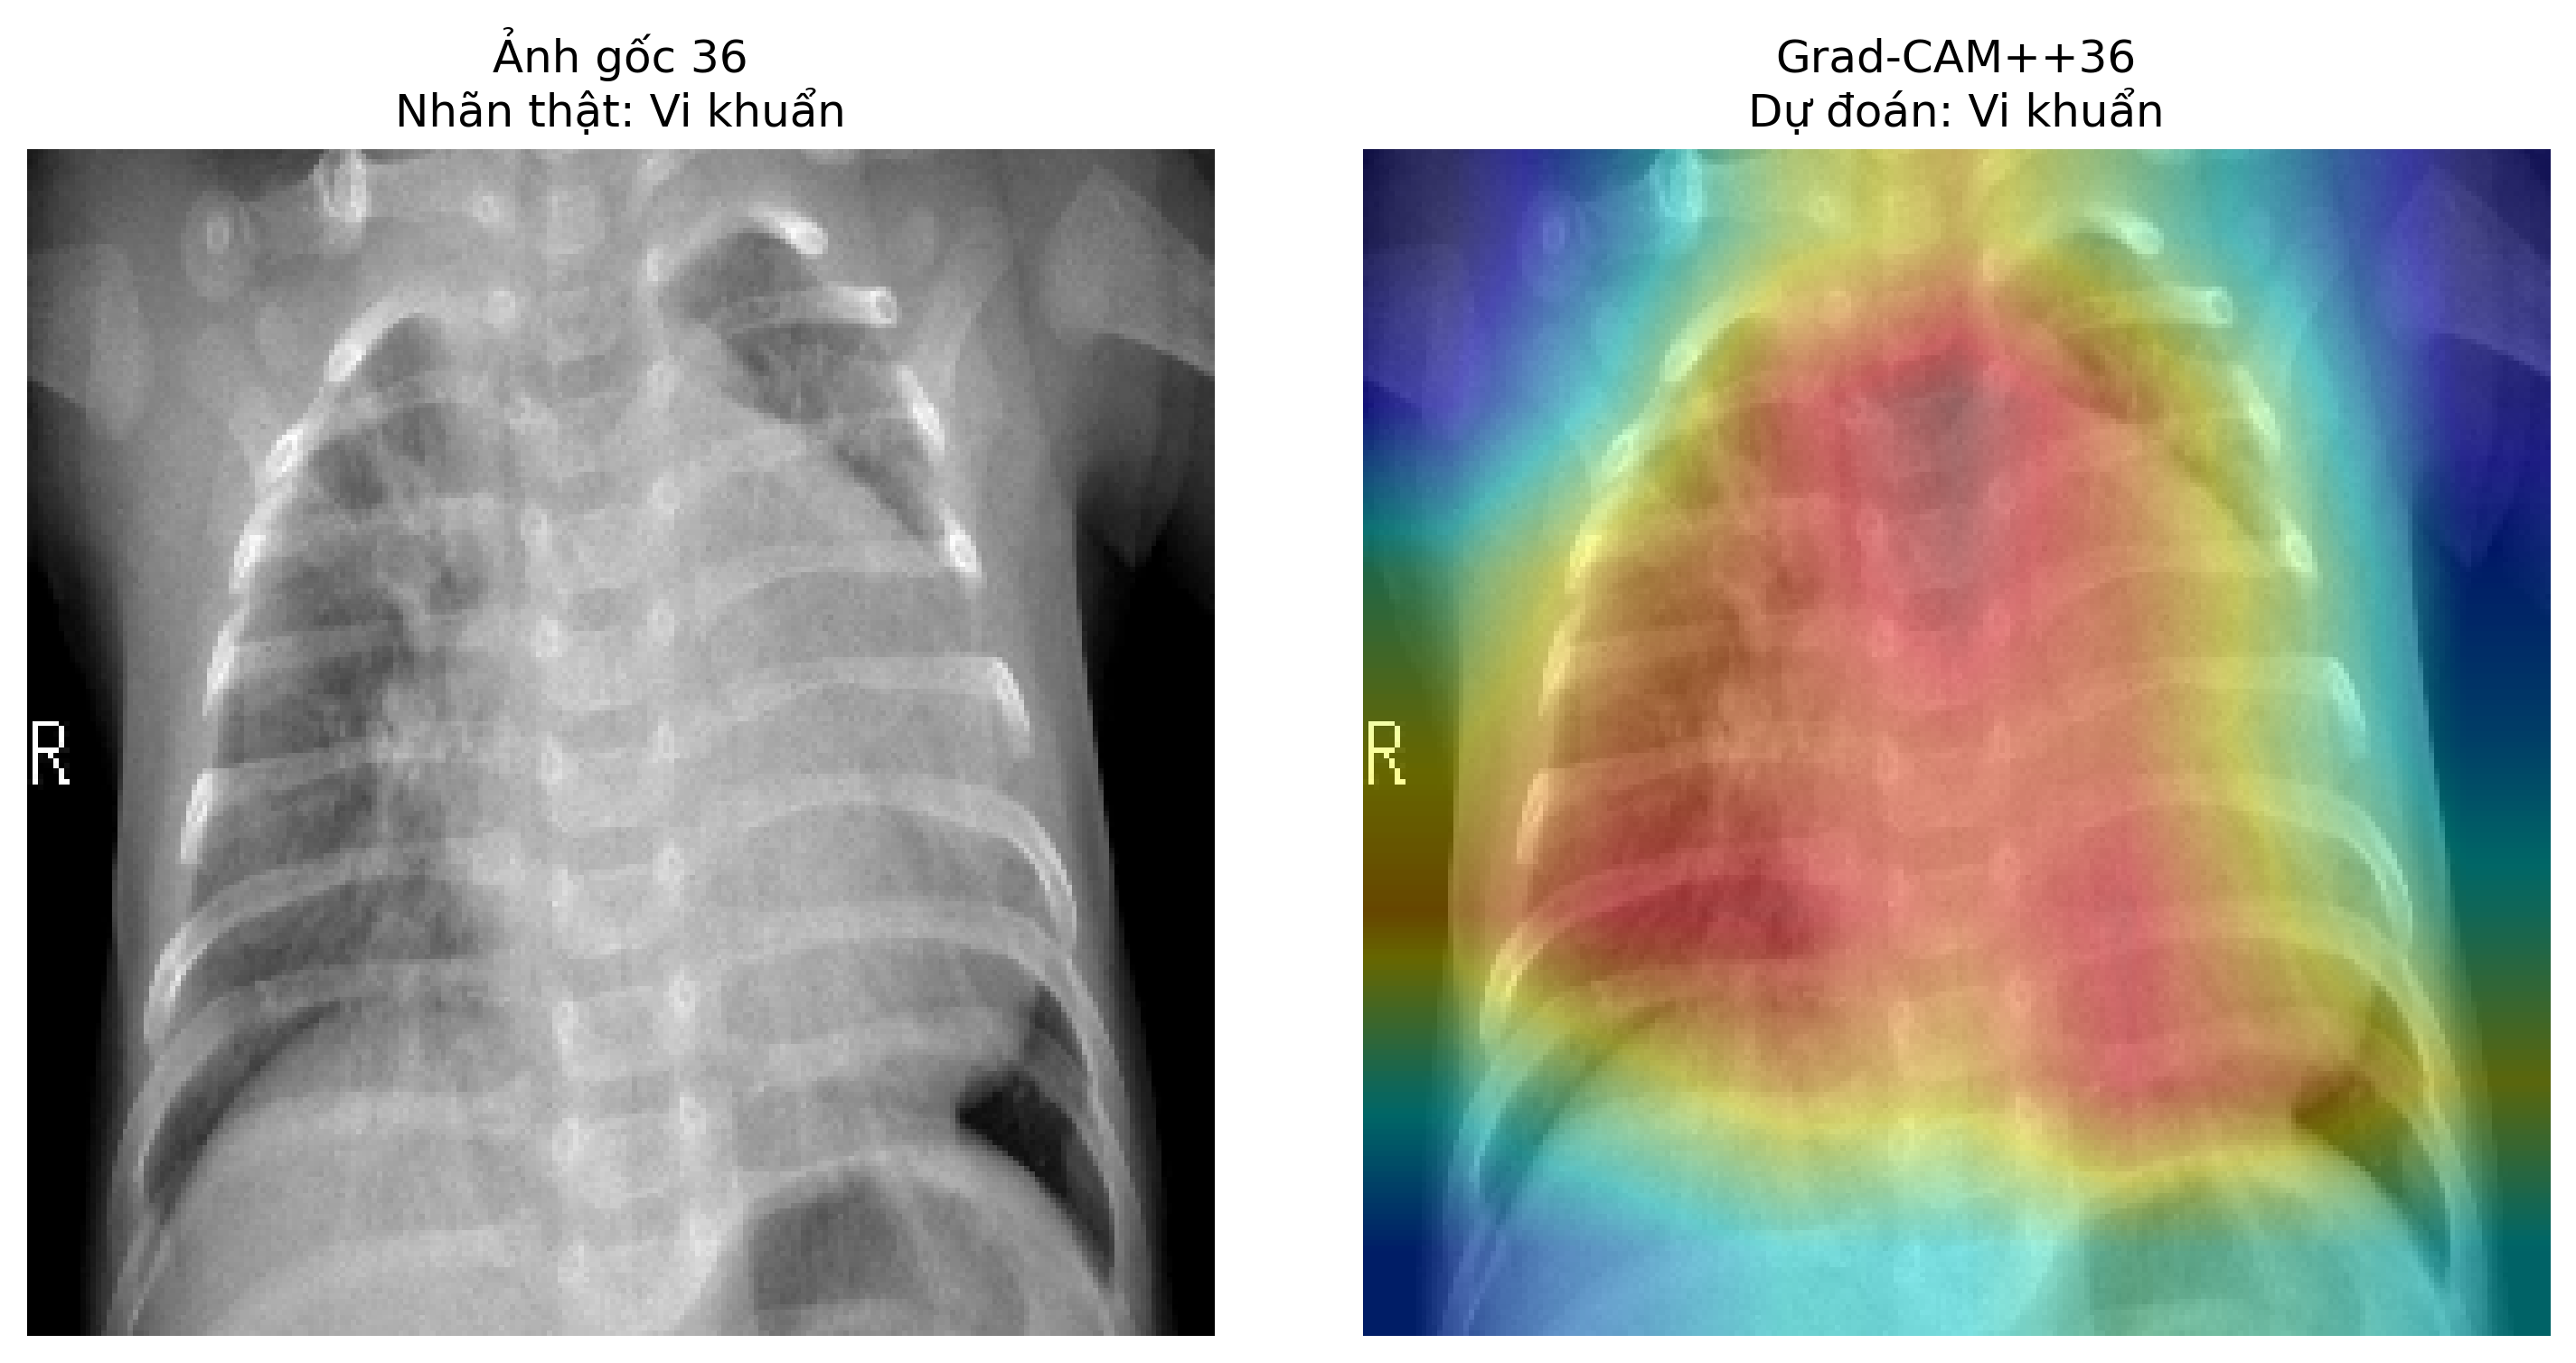 Ảnh gốc 36
Nhãn thật: Vi khuẩn
Grad-CAM++36
Dự đoán: Vi khuẩn
R
R